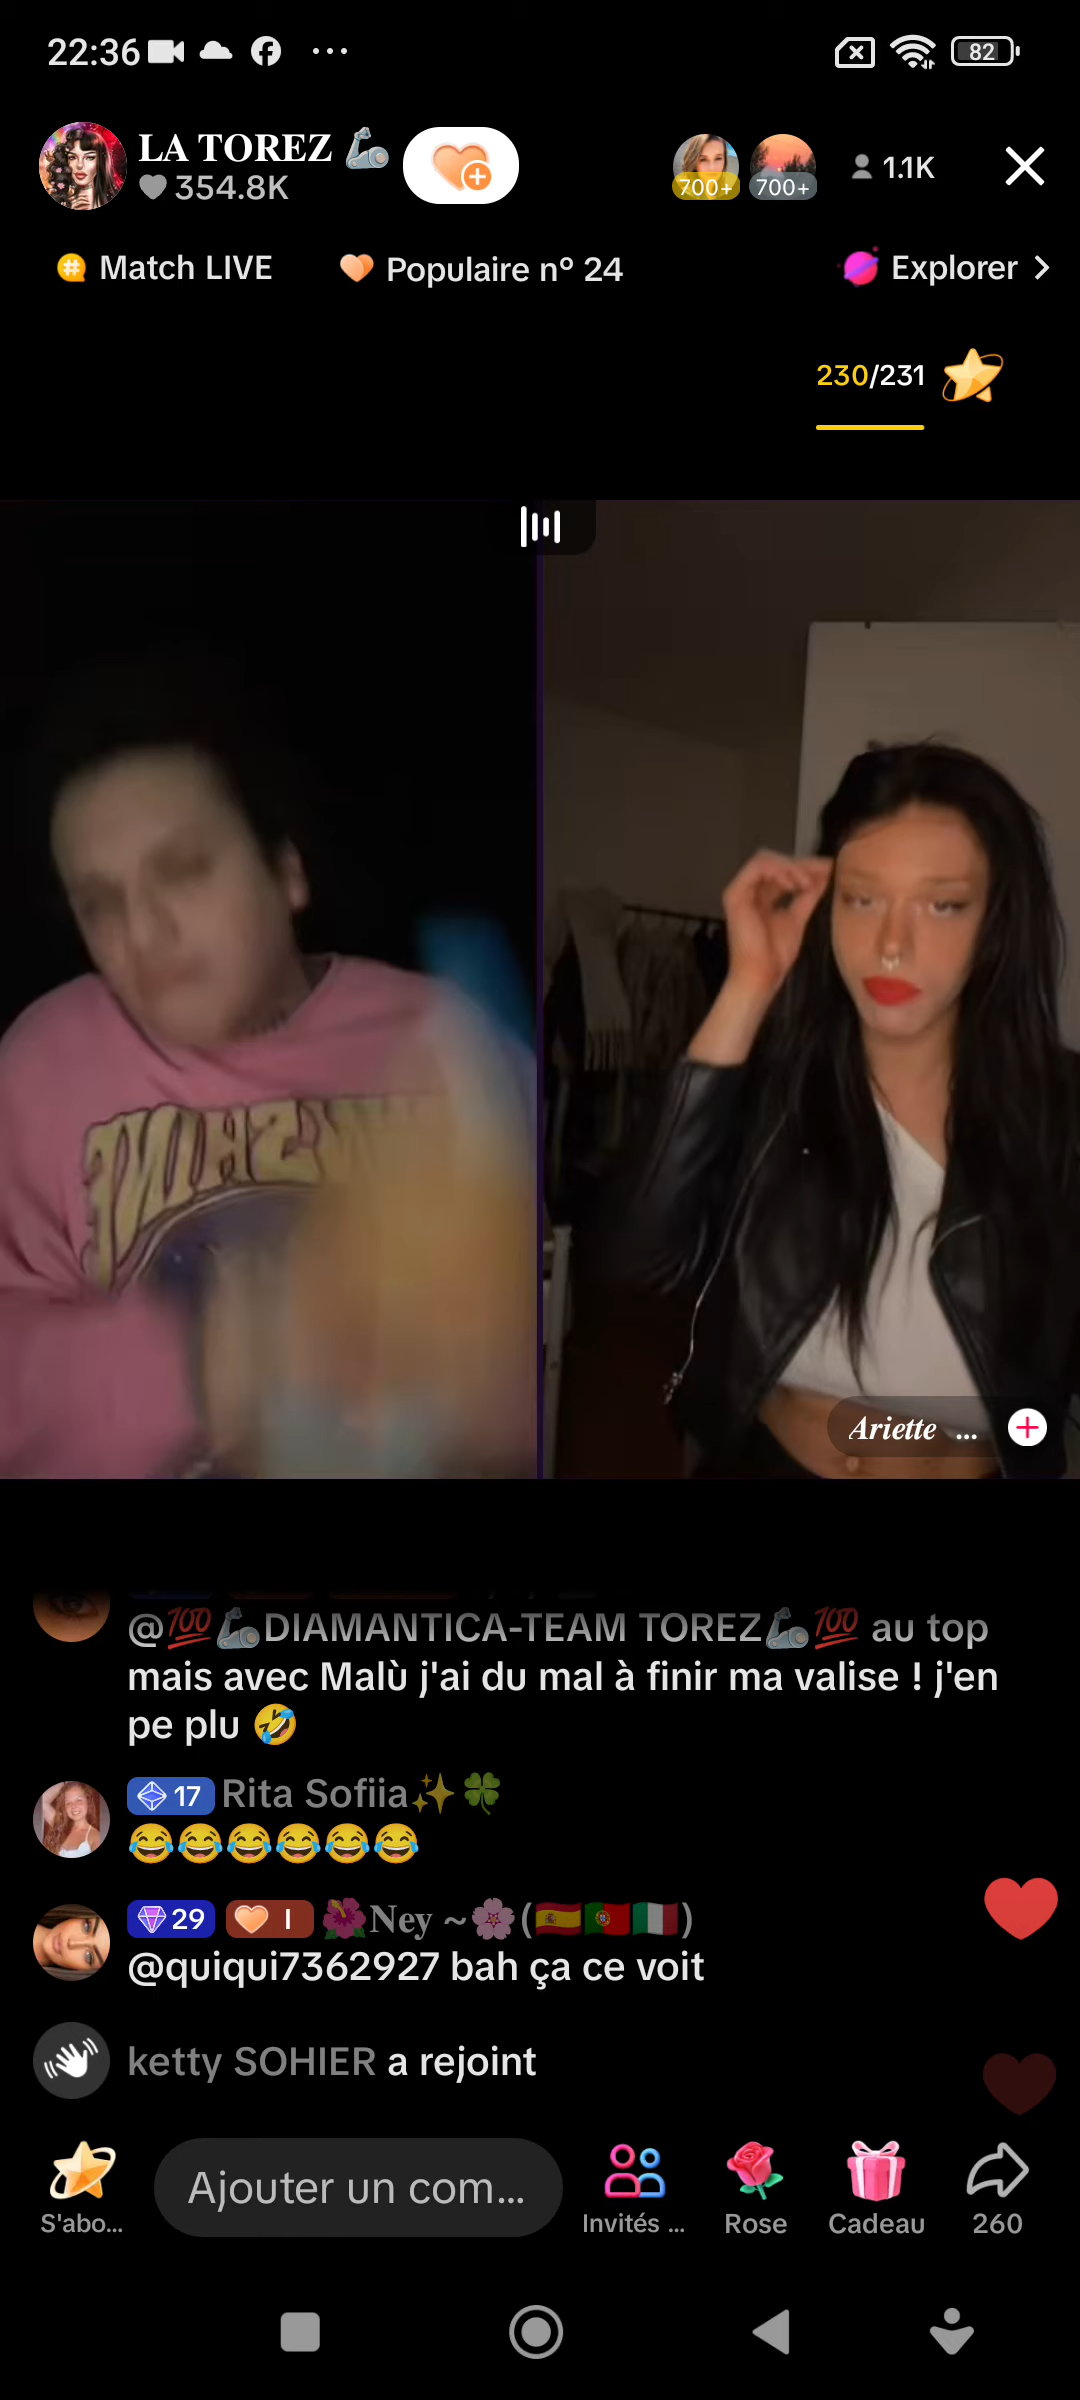 22:36
82
LA TOREZ 🦾
354.8K
700+
700+
1.1K
Match LIVE
Populaire n° 24
Explorer
230/231
Ariette ...
@💯🦾DIAMANTICA-TEAM TOREZ🦾💯 au top
mais avec Malù j'ai du mal à finir ma valise ! j'en
pe plu 🤣
17 Rita Sofiia✨🍀
😂😂😂😂😂😂
29 I 🌺Ney ~🌸(🇪🇸🇵🇹🇮🇹)
@quiqui7362927 bah ça ce voit
ketty SOHIER a rejoint
Ajouter un com...
S'abo...
Invités ...
Rose
Cadeau
260